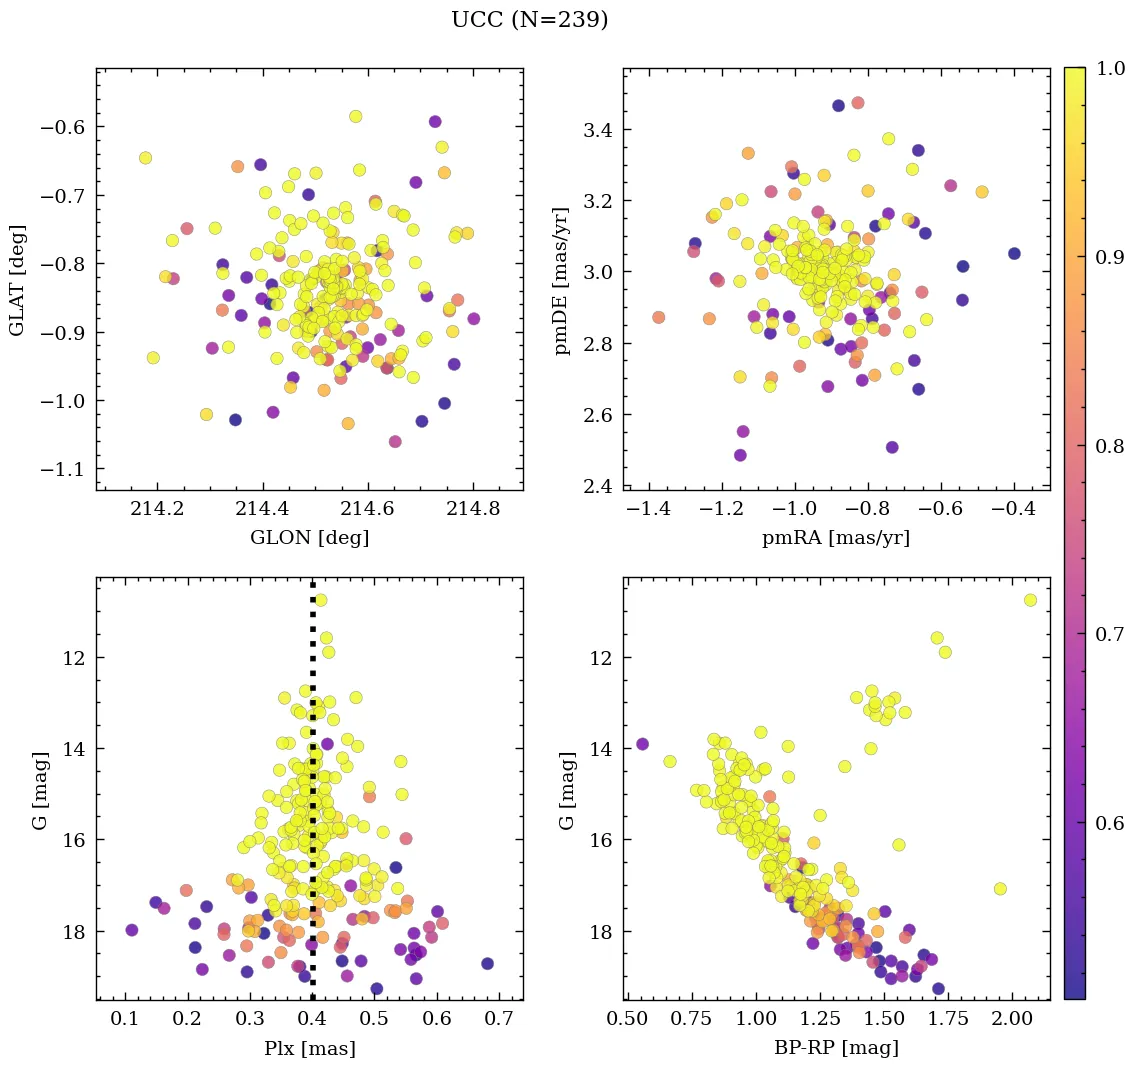 UCC (N=239)
−0.6
−0.7
−0.8
−0.9
−1.0
−1.1
GLAT [deg]
214.2 214.4 214.6 214.8
GLON [deg]
3.4
3.2
3.0
2.8
2.6
2.4
pmDE [mas/yr]
−1.4 −1.2 −1.0 −0.8 −0.6 −0.4
pmRA [mas/yr]
12
14
16
18
G [mag]
0.1 0.2 0.3 0.4 0.5 0.6 0.7
Plx [mas]
12
14
16
18
G [mag]
0.50 0.75 1.00 1.25 1.50 1.75 2.00
BP-RP [mag]
1.0
0.9
0.8
0.7
0.6